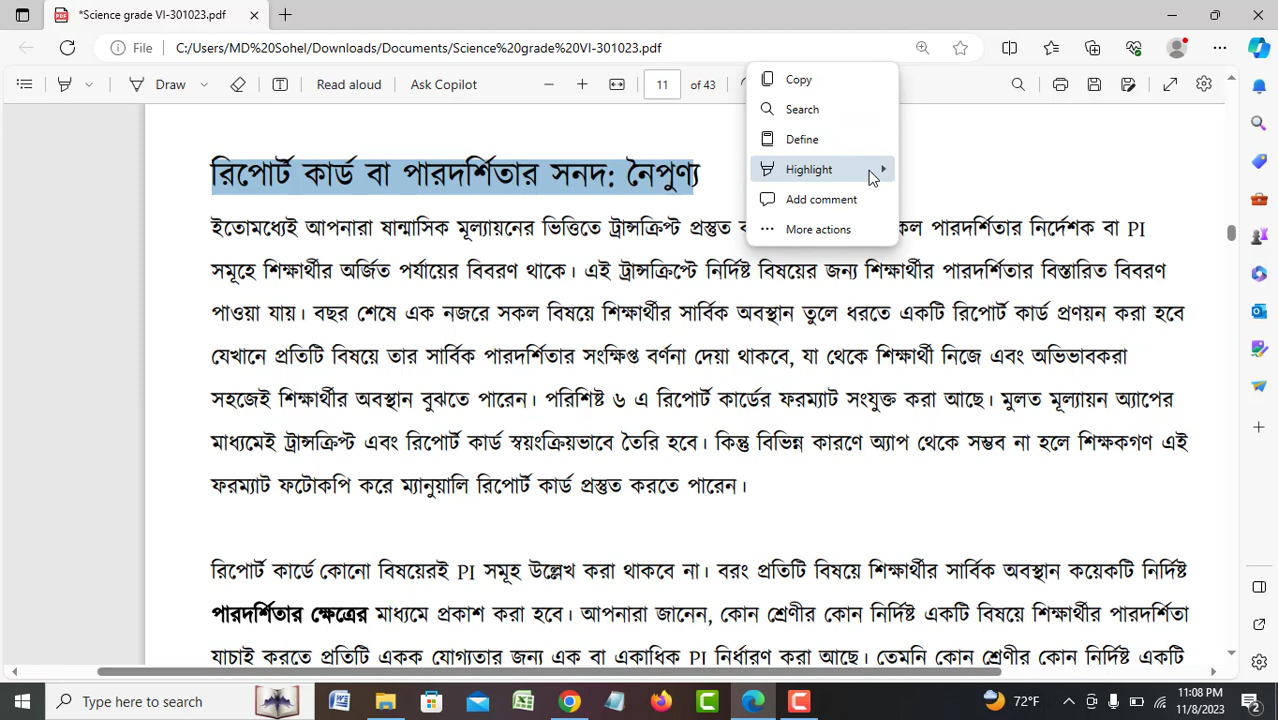 *Science grade VI-301023.pdf
File C:/Users/MD%20Sohel/Downloads/Documents/Science%20grade%20VI-301023.pdf
Draw Read aloud Ask Copilot 11 of 43
Copy
Search
Define
Highlight
Add comment
More actions
রিপোর্ট কার্ড বা পারদর্শিতার সনদ: নৈপুণ্য
ইতোমধ্যেই আপনারা ষান্মাসিক মূল্যায়নের ভিত্তিতে ট্রান্সক্রিপ্ট প্রস্তুত পারদর্শিতার নির্দেশক বা PI
সমূহে শিক্ষার্থীর অর্জিত পর্যায়ের বিবরণ থাকে। এই ট্রান্সক্রিপ্টে নির্দিষ্ট বিষয়ের জন্য শিক্ষার্থীর পারদর্শিতার বিস্তারিত বিবরণ
পাওয়া যায়। বছর শেষে এক নজরে সকল বিষয়ে শিক্ষার্থীর সার্বিক অবস্থান তুলে ধরতে একটি রিপোর্ট কার্ড প্রণয়ন করা হবে
যেখানে প্রতিটি বিষয়ে তার সার্বিক পারদর্শিতার সংক্ষিপ্ত বর্ণনা দেয়া থাকবে, যা থেকে শিক্ষার্থী নিজে এবং অভিভাবকরা
সহজেই শিক্ষার্থীর অবস্থান বুঝতে পারেন। পরিশিষ্ট ৬ এ রিপোর্ট কার্ডের ফরম্যাট সংযুক্ত করা আছে। মূলত মূল্যায়ন অ্যাপের
মাধ্যমেই ট্রান্সক্রিপ্ট এবং রিপোর্ট কার্ড স্বয়ংক্রিয়ভাবে তৈরি হবে। কিন্তু বিভিন্ন কারণে অ্যাপ থেকে সম্ভব না হলে শিক্ষকগণ এই
ফরম্যাট ফটোকপি করে ম্যানুয়ালি রিপোর্ট কার্ড প্রস্তুত করতে পারেন।
রিপোর্ট কার্ডে কোনো বিষয়েরই PI সমূহ উল্লেখ করা থাকবে না। বরং প্রতিটি বিষয়ে শিক্ষার্থীর সার্বিক অবস্থান কয়েকটি নির্দিষ্ট
পারদর্শিতার ক্ষেত্রের মাধ্যমে প্রকাশ করা হবে। আপনারা জানেন, কোন শ্রেণীর কোন নির্দিষ্ট একটি বিষয়ে শিক্ষার্থীর পারদর্শিতা
যাচাই করতে প্রতিটি একক যোগ্যতার জন্য এক বা একাধিক PI নির্ধারণ করা আছে। তেমনি কোন শ্রেণীর কোন নির্দিষ্ট একটি
Type here to search
72°F
11:08 PM
11/8/2023
2